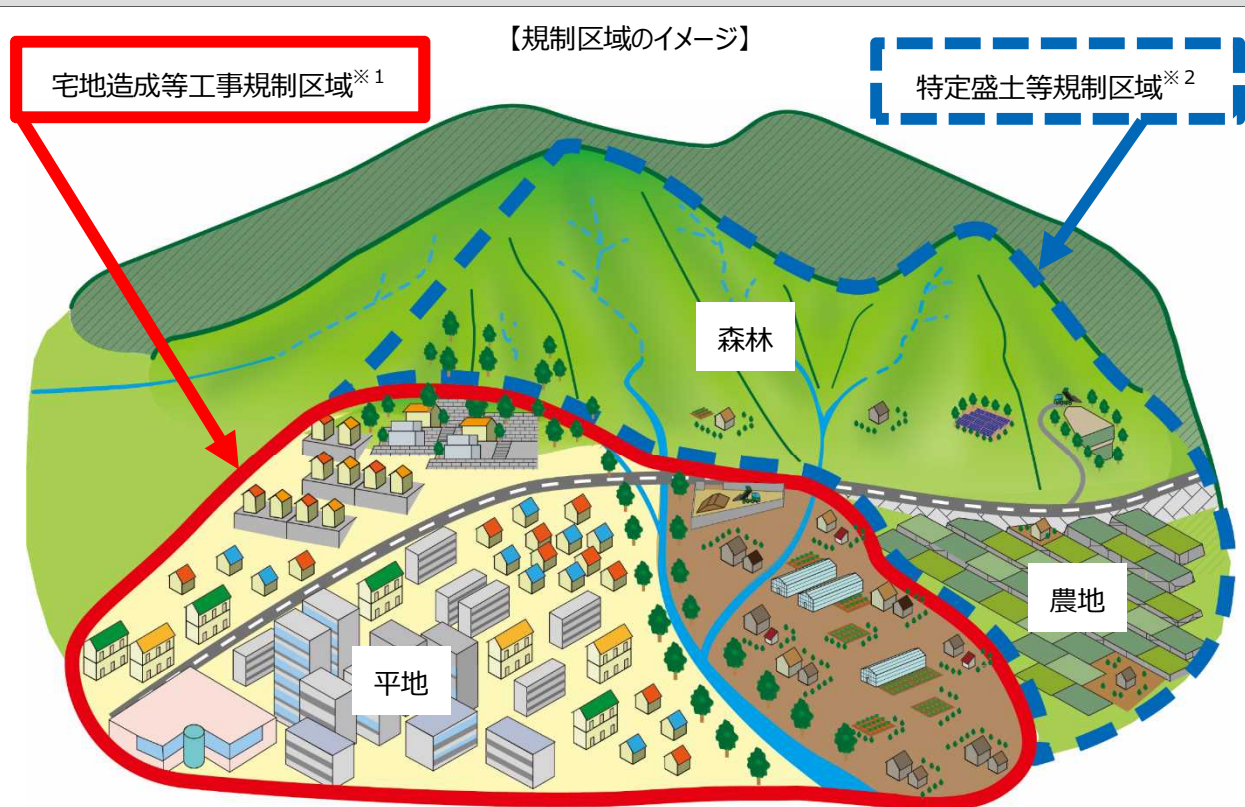 【規制区域のイメージ】
宅地造成等工事規制区域※1
特定盛土等規制区域※2
森林
農地
平地